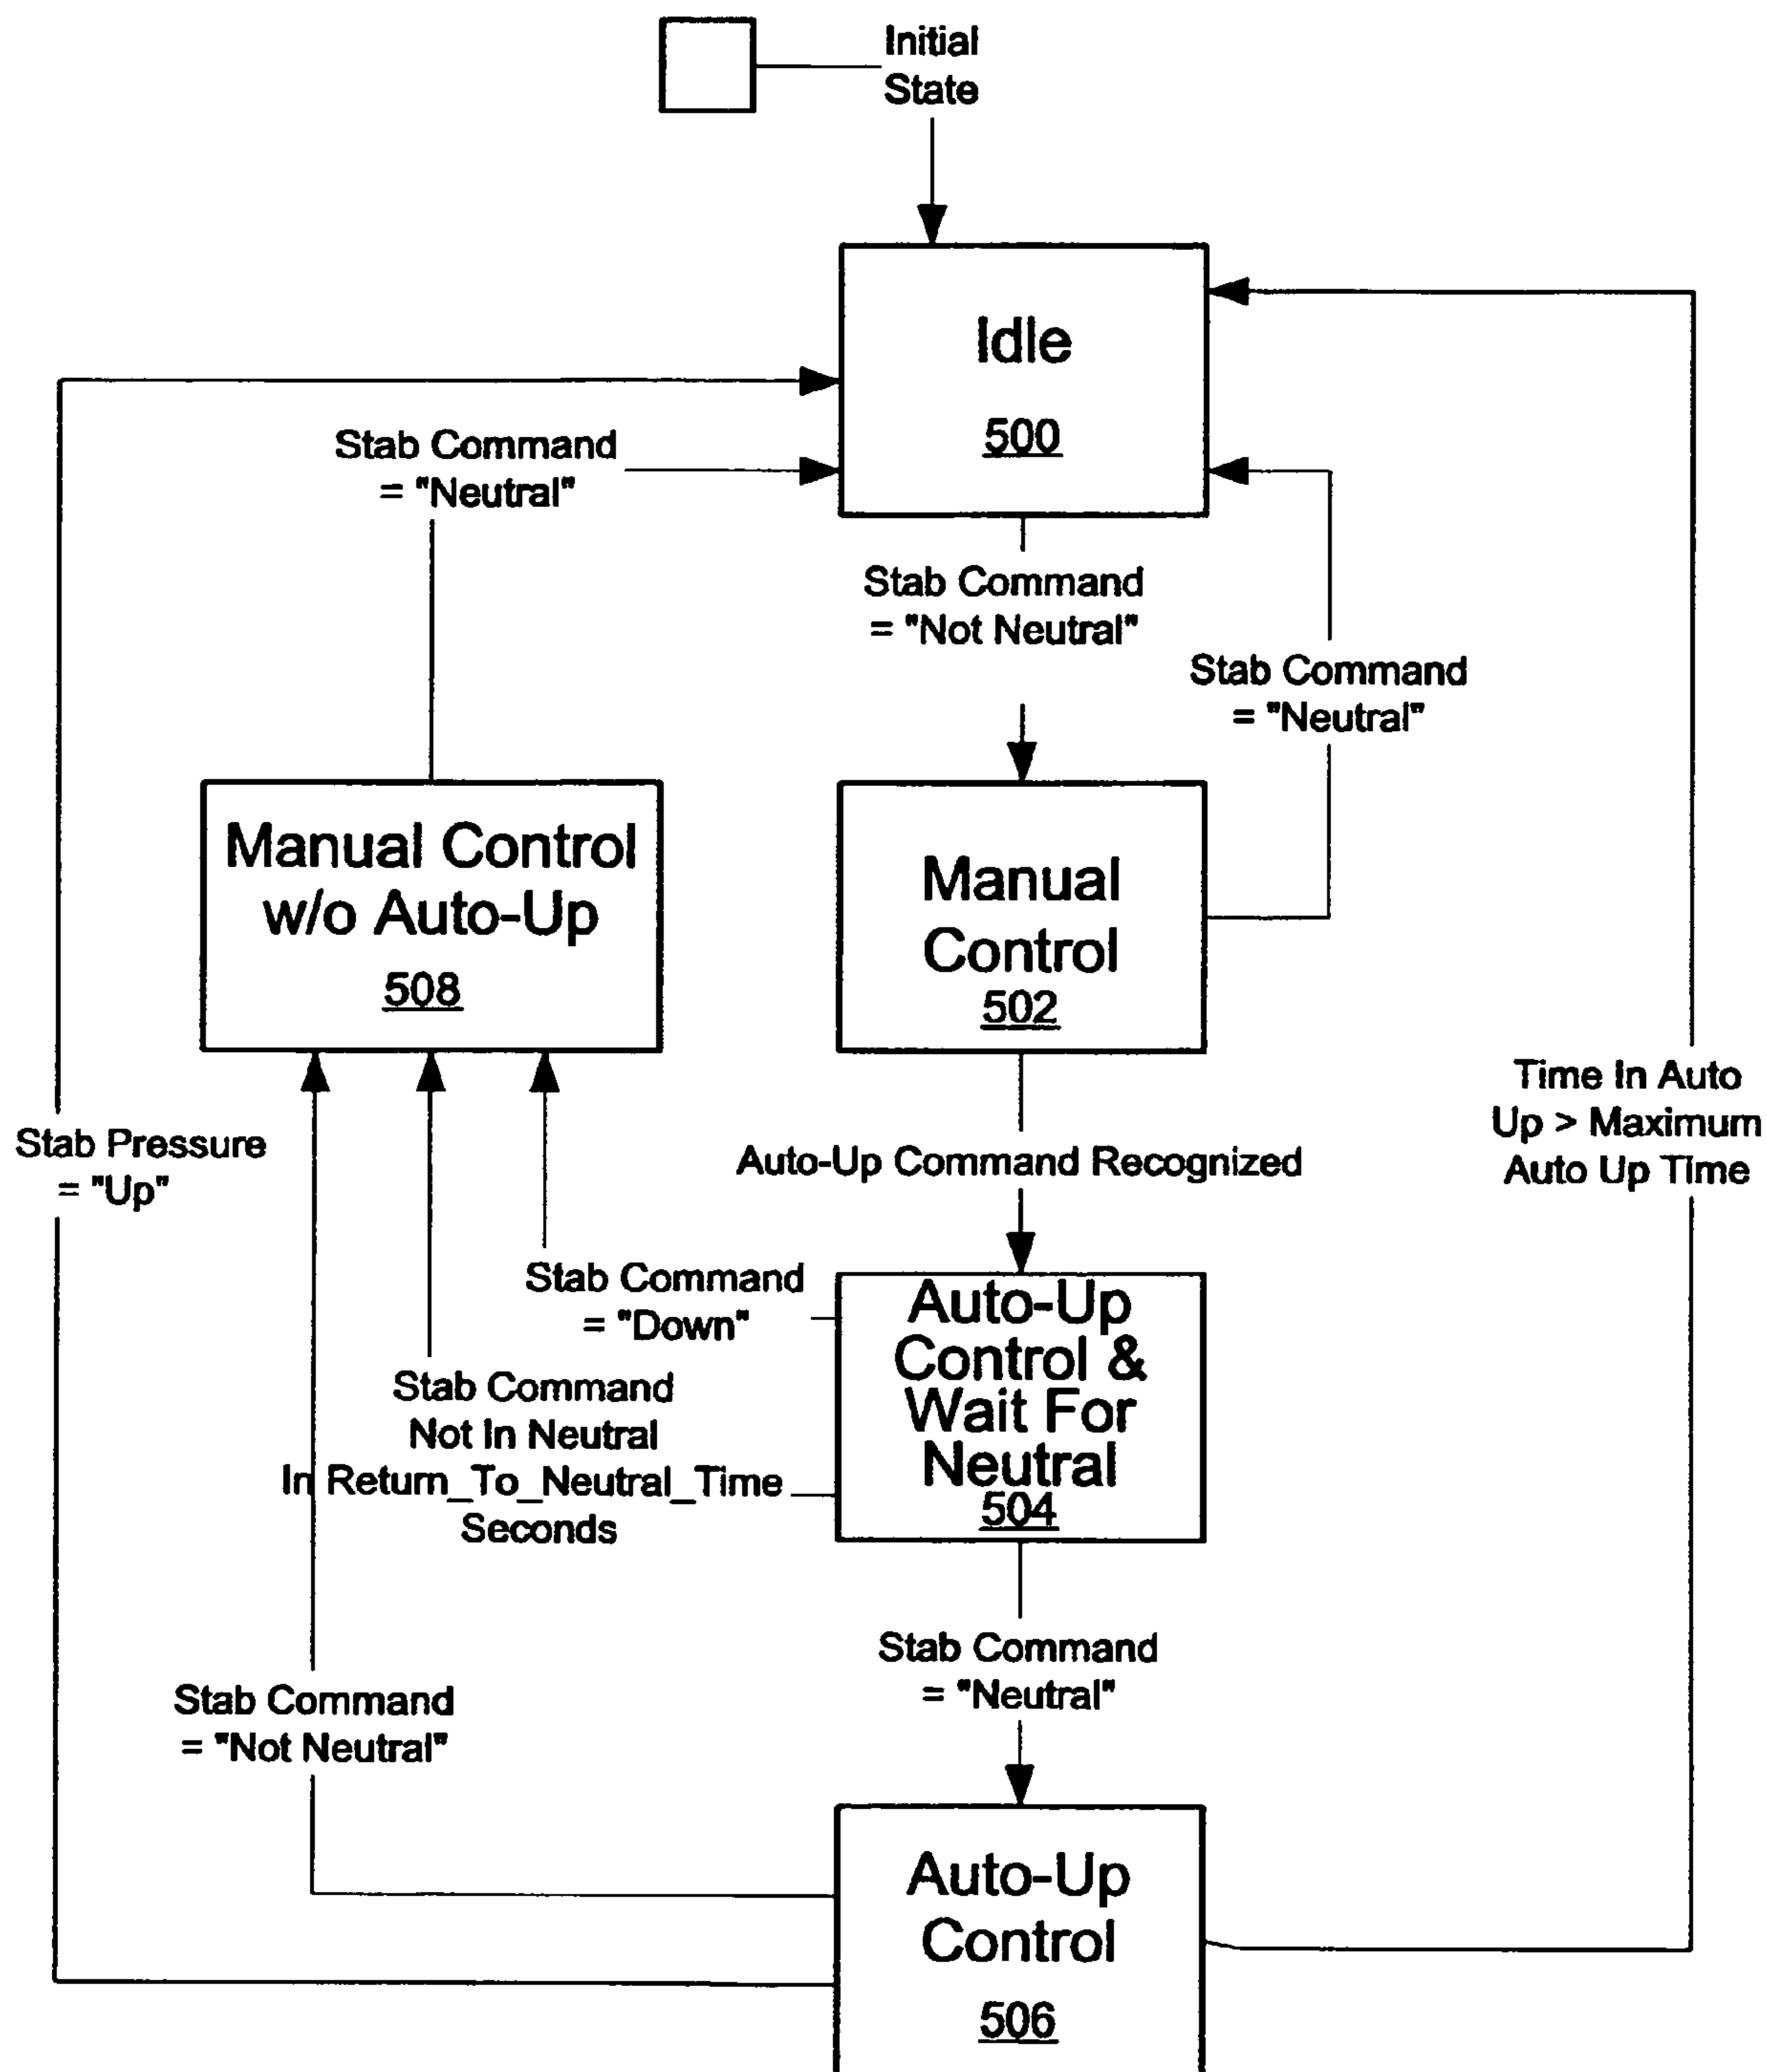 Initial
State
Idle
500
Stab Command
= "Neutral"
Stab Command
= "Not Neutral"
Stab Command
= "Neutral"
Manual Control
w/o Auto-Up
508
Manual
Control
502
Time In Auto
Up > Maximum
Auto Up Time
Stab Pressure
= "Up"
Auto-Up Command Recognized
Stab Command
= "Down"
Auto-Up
Control &
Wait For
Neutral
504
Stab Command
Not In Neutral
In Return_To_Neutral_Time
Seconds
Stab Command
= "Neutral"
Stab Command
= "Not Neutral"
Auto-Up
Control
506